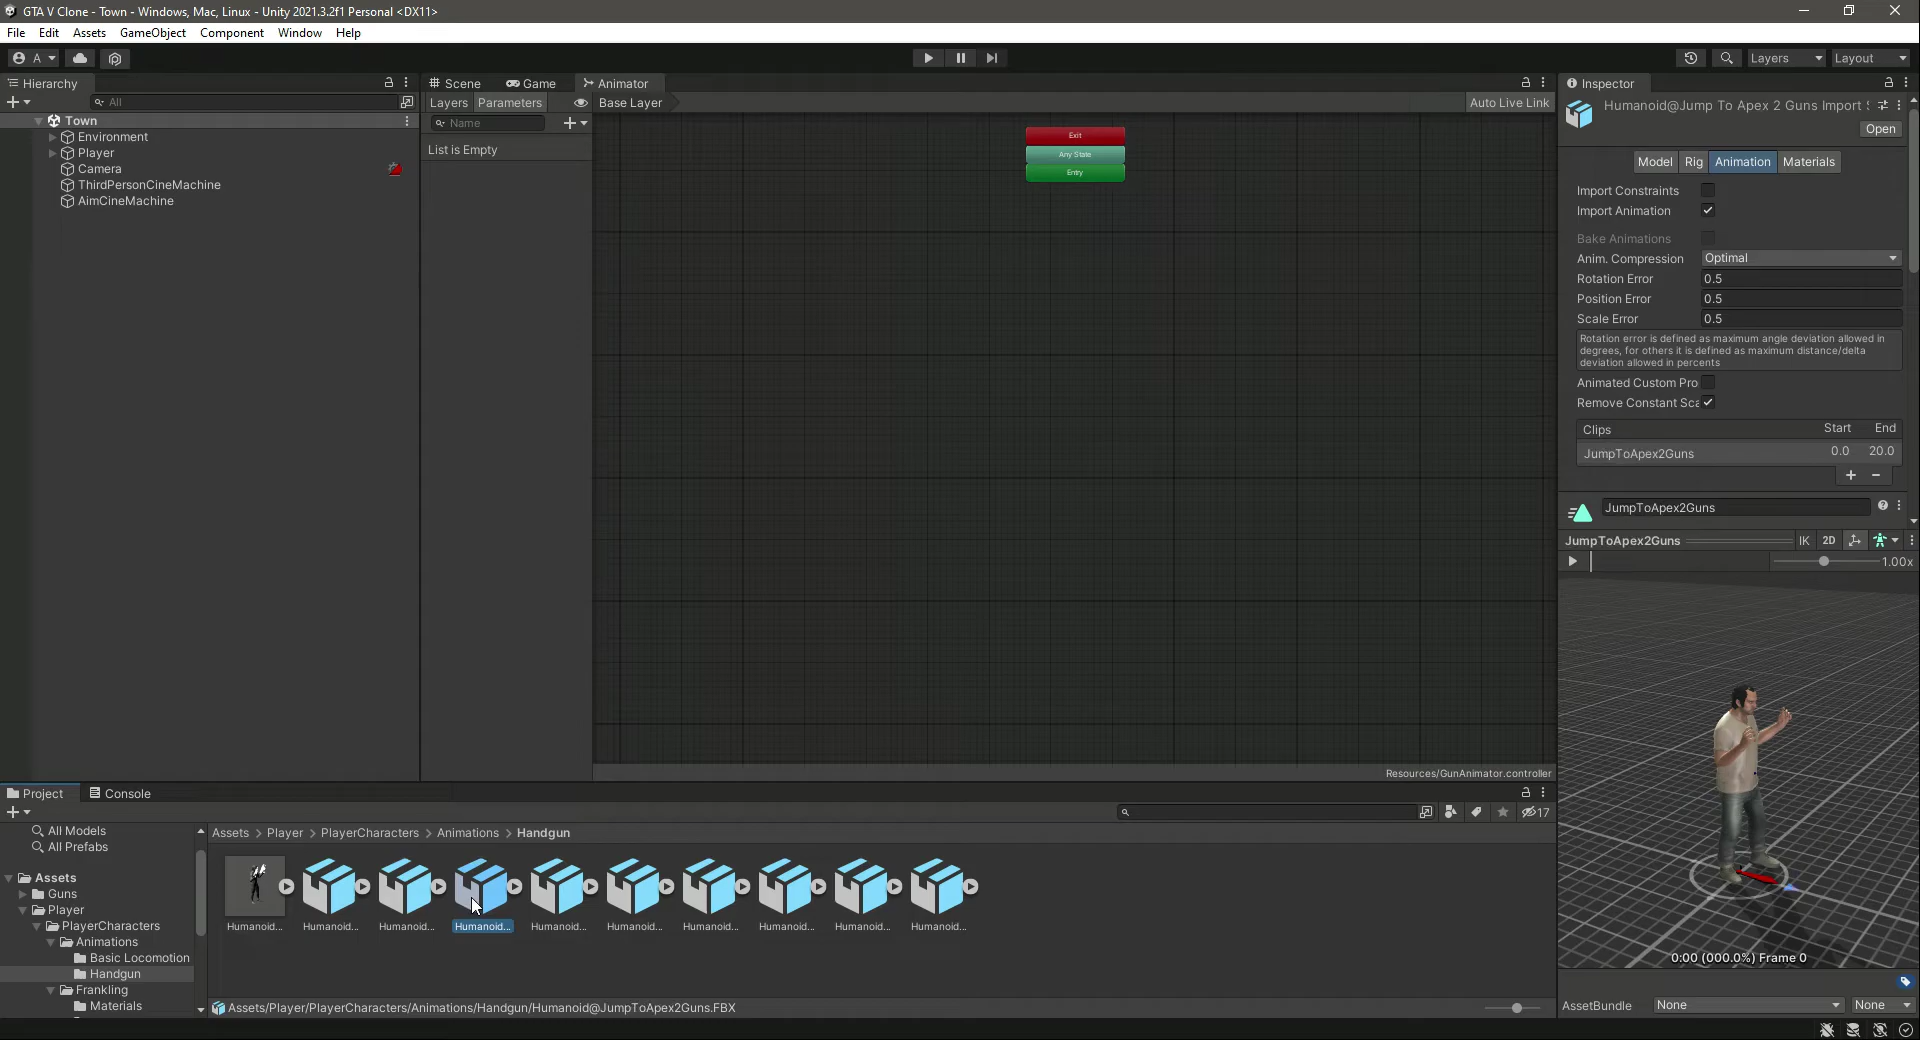 GTA V Clone - Town - Windows, Mac, Linux - Unity 2021.3.2f1 Personal <DX11>
File Edit Assets GameObject Component Window Help
A Layers Layout
Hierarchy
All
Town
Environment
Player
Camera
ThirdPersonCineMachine
AimCineMachine
Scene Game Animator
Layers Parameters Base Layer Auto Live Link
Name
List is Empty
Exit
Any State
Entry
Resources/GunAnimator.controller
Inspector
Humanoid@Jump To Apex 2 Guns Import S
Open
Model Rig Animation Materials
Import Constraints
Import Animation
Bake Animations
Anim. Compression Optimal
Rotation Error 0.5
Position Error 0.5
Scale Error 0.5
Rotation error is defined as maximum angle deviation allowed in
degrees, for others it is defined as maximum distance/delta
deviation allowed in percents
Animated Custom Pro
Remove Constant Sca
Clips Start End
JumpToApex2Guns 0.0 20.0
+ -
JumpToApex2Guns
JumpToApex2Guns IK 2D
1.00x
0:00 (000.0%) Frame 0
AssetBundle None None
Project Console
17
All Models
All Prefabs
Assets
Guns
Player
PlayerCharacters
Animations
Basic Locomotion
Handgun
Frankling
Materials
Assets > Player > PlayerCharacters > Animations > Handgun
Humanoid... Humanoid... Humanoid... Humanoid... Humanoid... Humanoid... Humanoid... Humanoid... Humanoid... Humanoid...
Assets/Player/PlayerCharacters/Animations/Handgun/Humanoid@JumpToApex2Guns.FBX